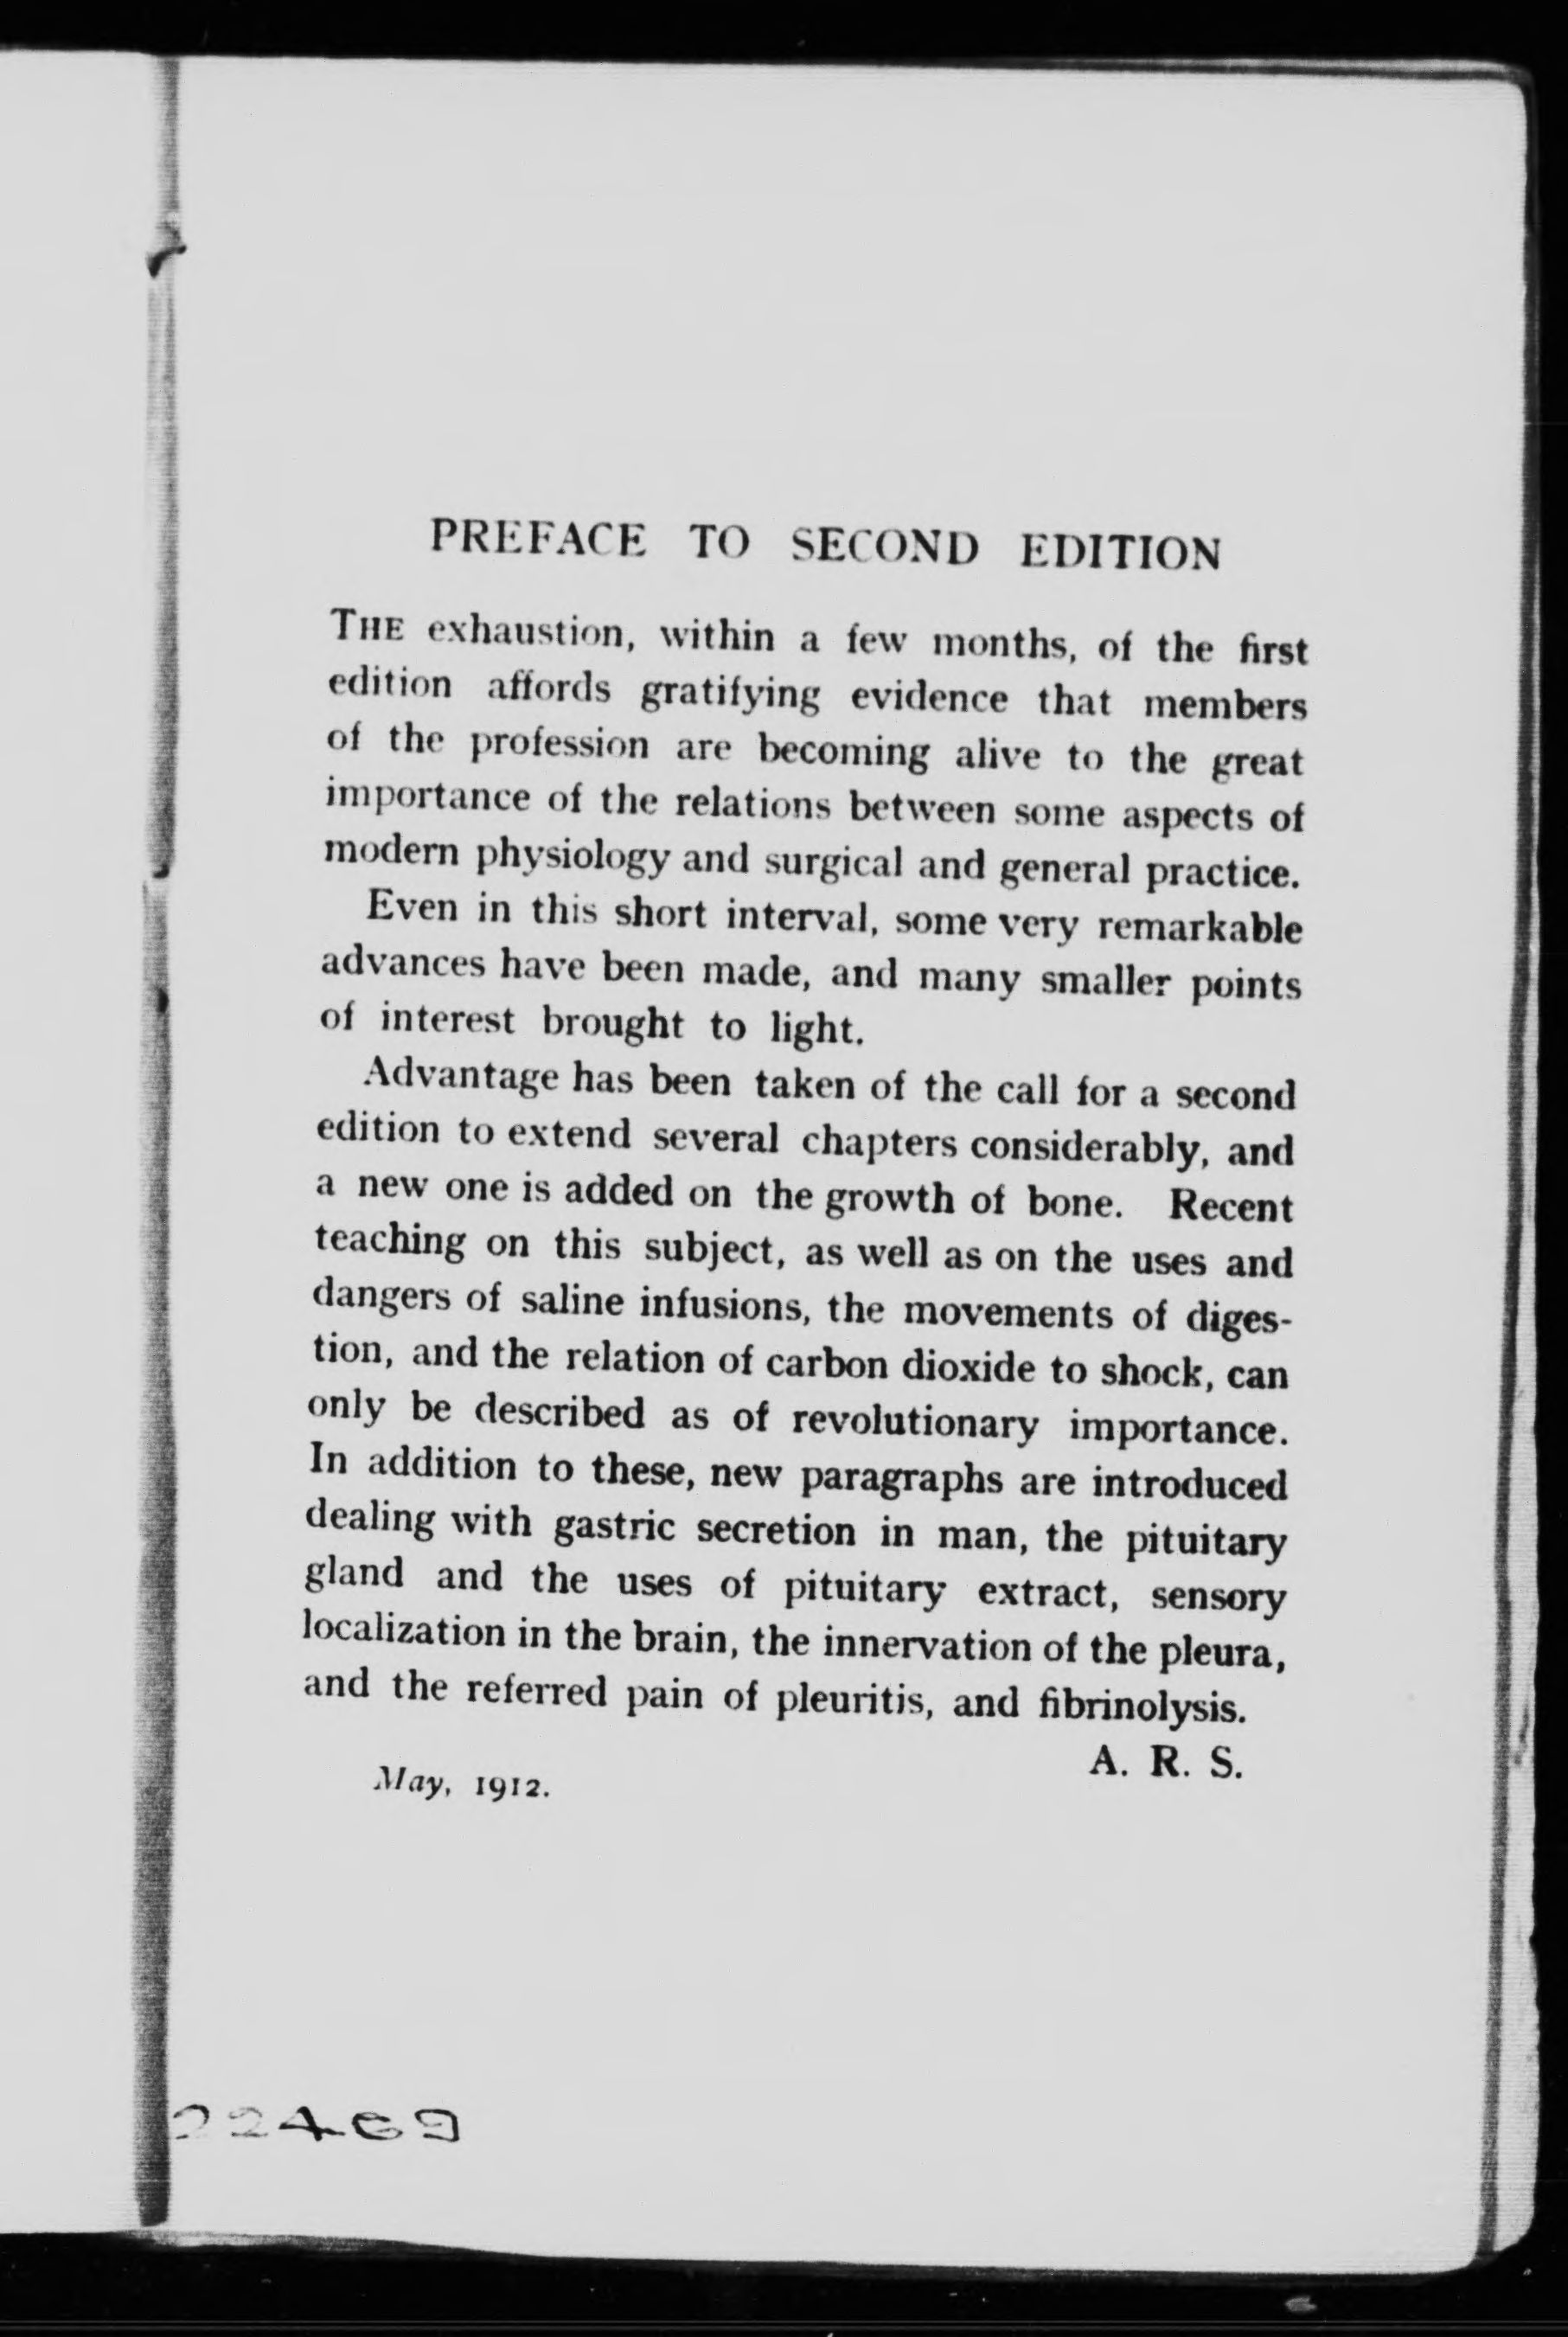 PREFACE TO SECOND EDITION
THE exhaustion, within a few months, of the first
edition affords gratifying evidence that members
of the profession are becoming alive to the great
importance of the relations between some aspects of
modern physiology and surgical and general practice.
Even in this short interval, some very remarkable
advances have been made, and many smaller points
of interest brought to light.
Advantage has been taken of the call for a second
edition to extend several chapters considerably, and
a new one is added on the growth of bone. Recent
teaching on this subject, as well as on the uses and
dangers of saline infusions, the movements of diges-
tion, and the relation of carbon dioxide to shock, can
only be described as of revolutionary importance.
In addition to these, new paragraphs are introduced
dealing with gastric secretion in man, the pituitary
gland and the uses of pituitary extract, sensory
localization in the brain, the innervation of the pleura,
and the referred pain of pleuritis, and fibrinolysis.
A. R. S.
May, 1912.
22469